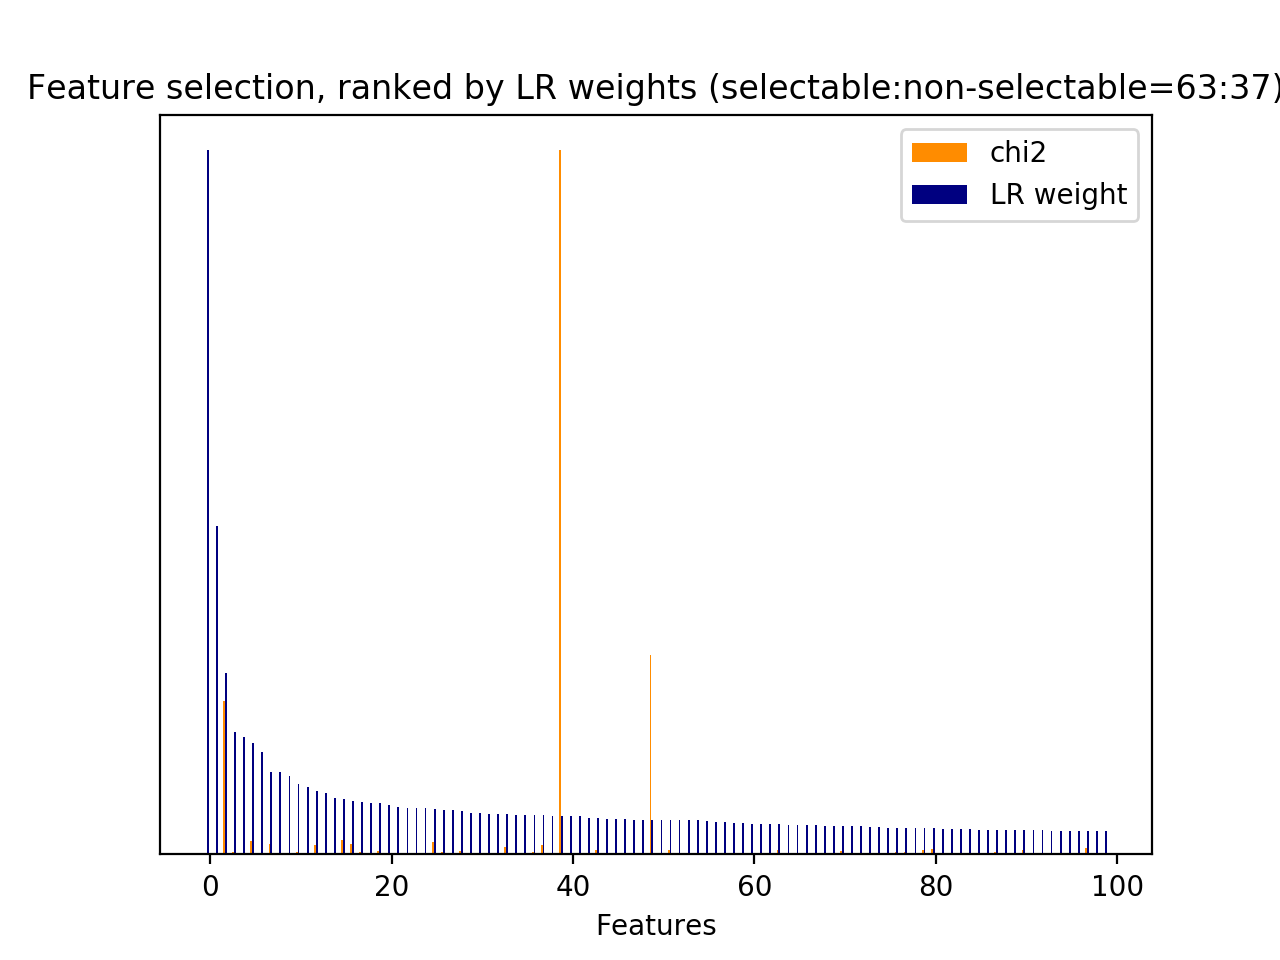 Feature selection, ranked by LR weights (selectable:non-selectable=63:37)
chi2
LR weight
0 20 40 60 80 100
Features